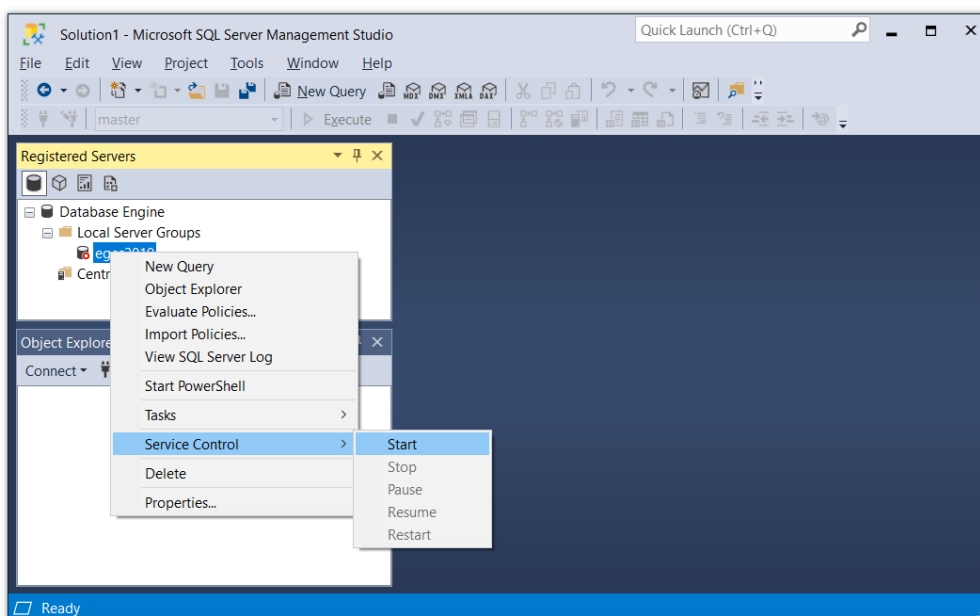 Solution1 - Microsoft SQL Server Management Studio
Quick Launch (Ctrl+Q)
File Edit View Project Tools Window Help
New Query MDX DMX XMLA DAX
master Execute
Registered Servers
Database Engine
Local Server Groups
Centr
New Query
Object Explorer
Evaluate Policies...
Import Policies...
View SQL Server Log
Object Explore
Connect
Start PowerShell
Tasks
Service Control
Start
Stop
Delete
Pause
Properties...
Resume
Restart
Ready